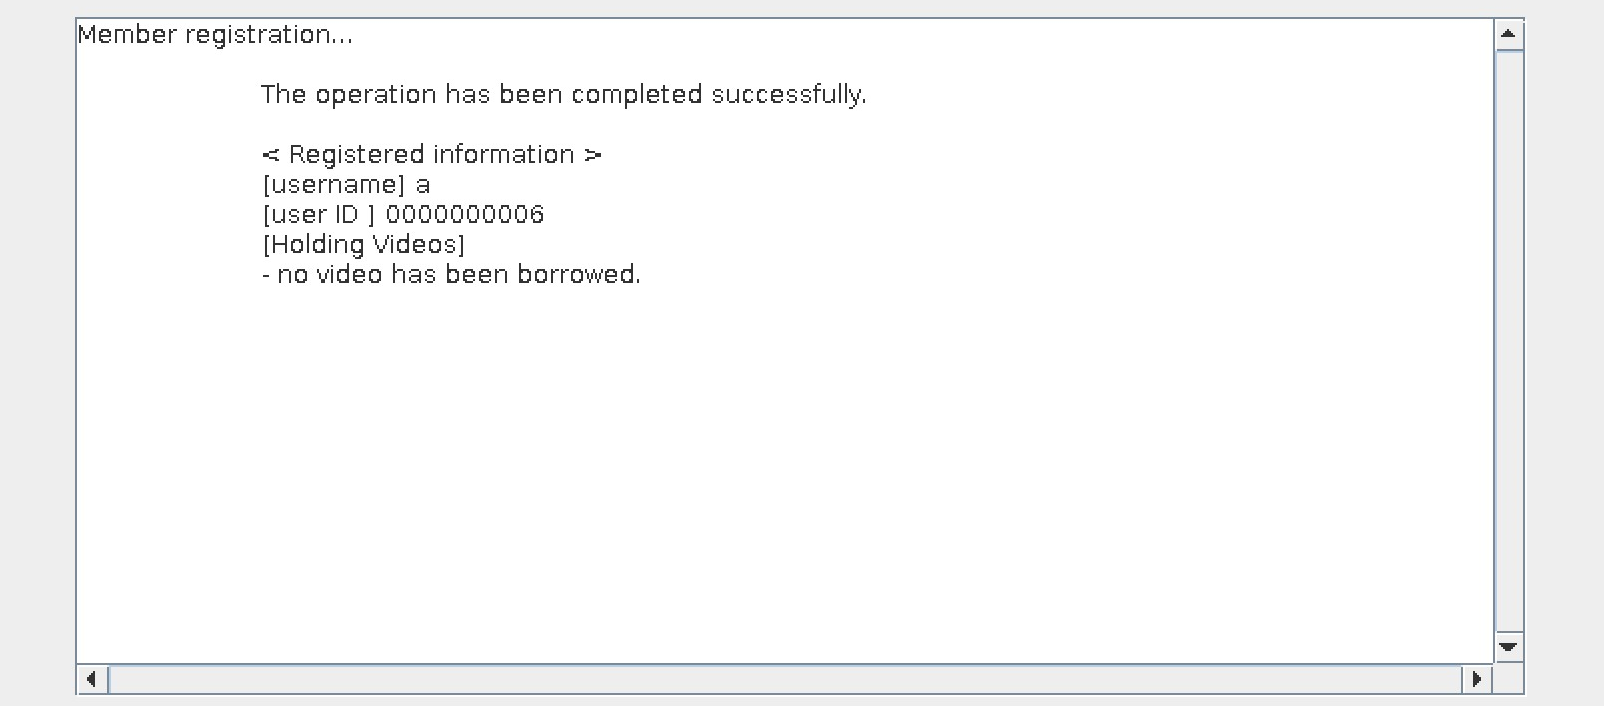 Member registration...
The operation has been completed successfully.
< Registered information >
[username] a
[user ID ] 0000000006
[Holding Videos]
- no video has been borrowed.